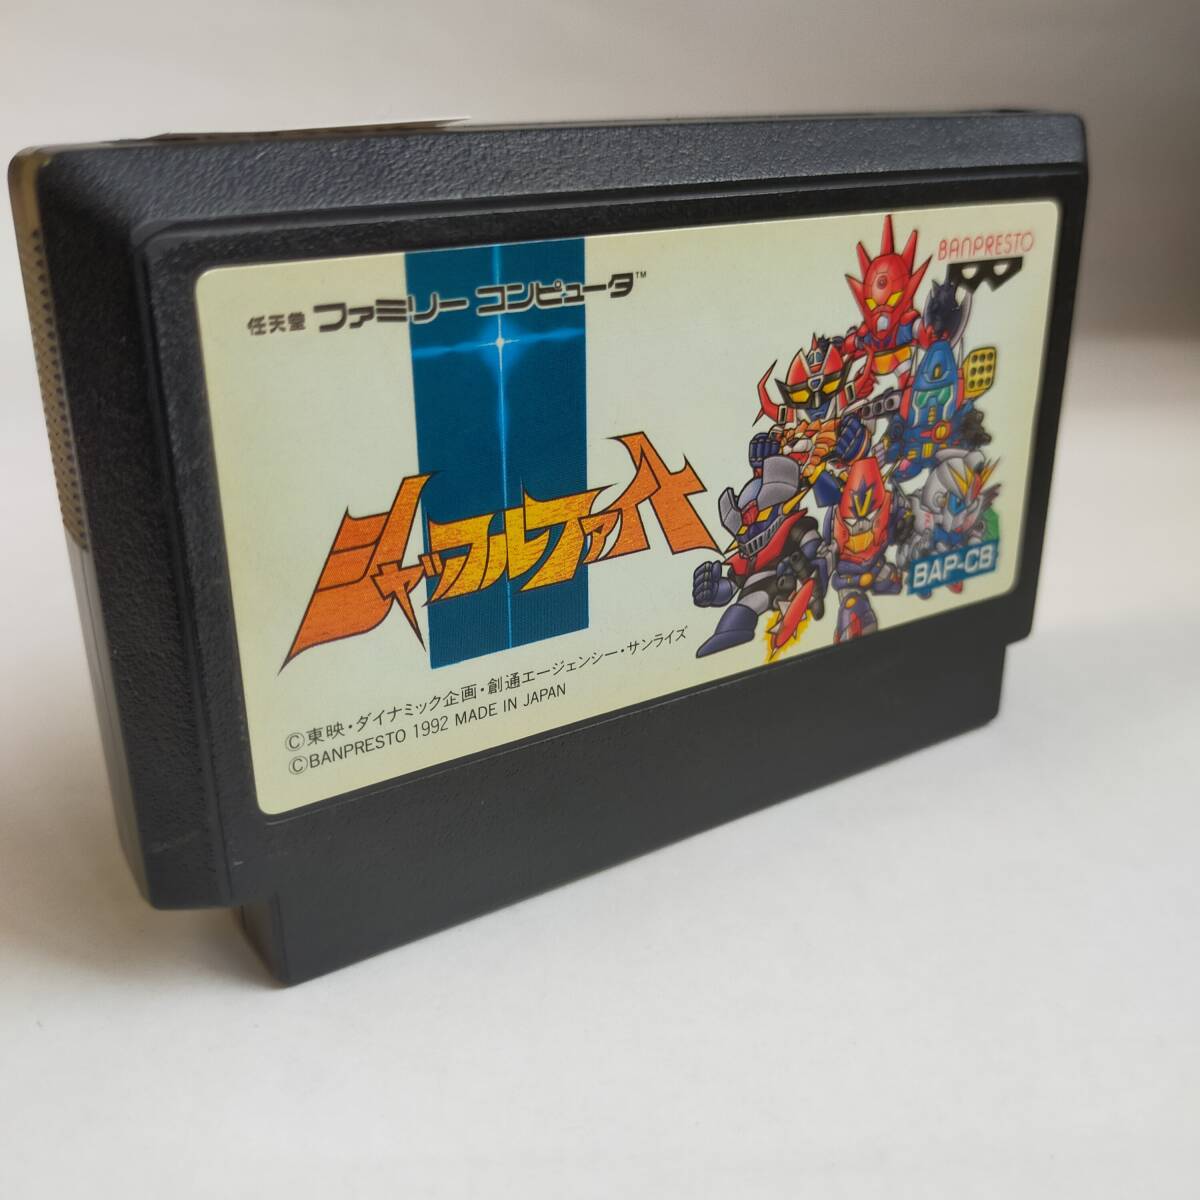 任天堂 ファミリー コンピュータ™
BANPRESTO
シャッフルファイト
BAP-C8
©東映・ダイナミック企画・創通エージェンシー・サンライズ
©BANPRESTO 1992 MADE IN JAPAN